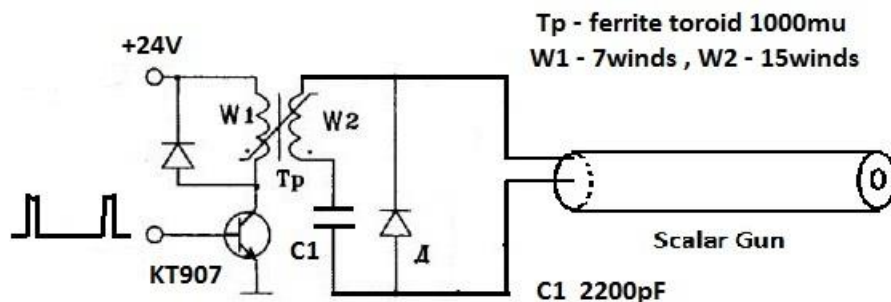 Tp - ferrite toroid 1000mu
W1 - 7winds , W2 - 15winds
+24V
W1
W2
Tp
C1
Д
KT907
Scalar Gun
C1 2200pF